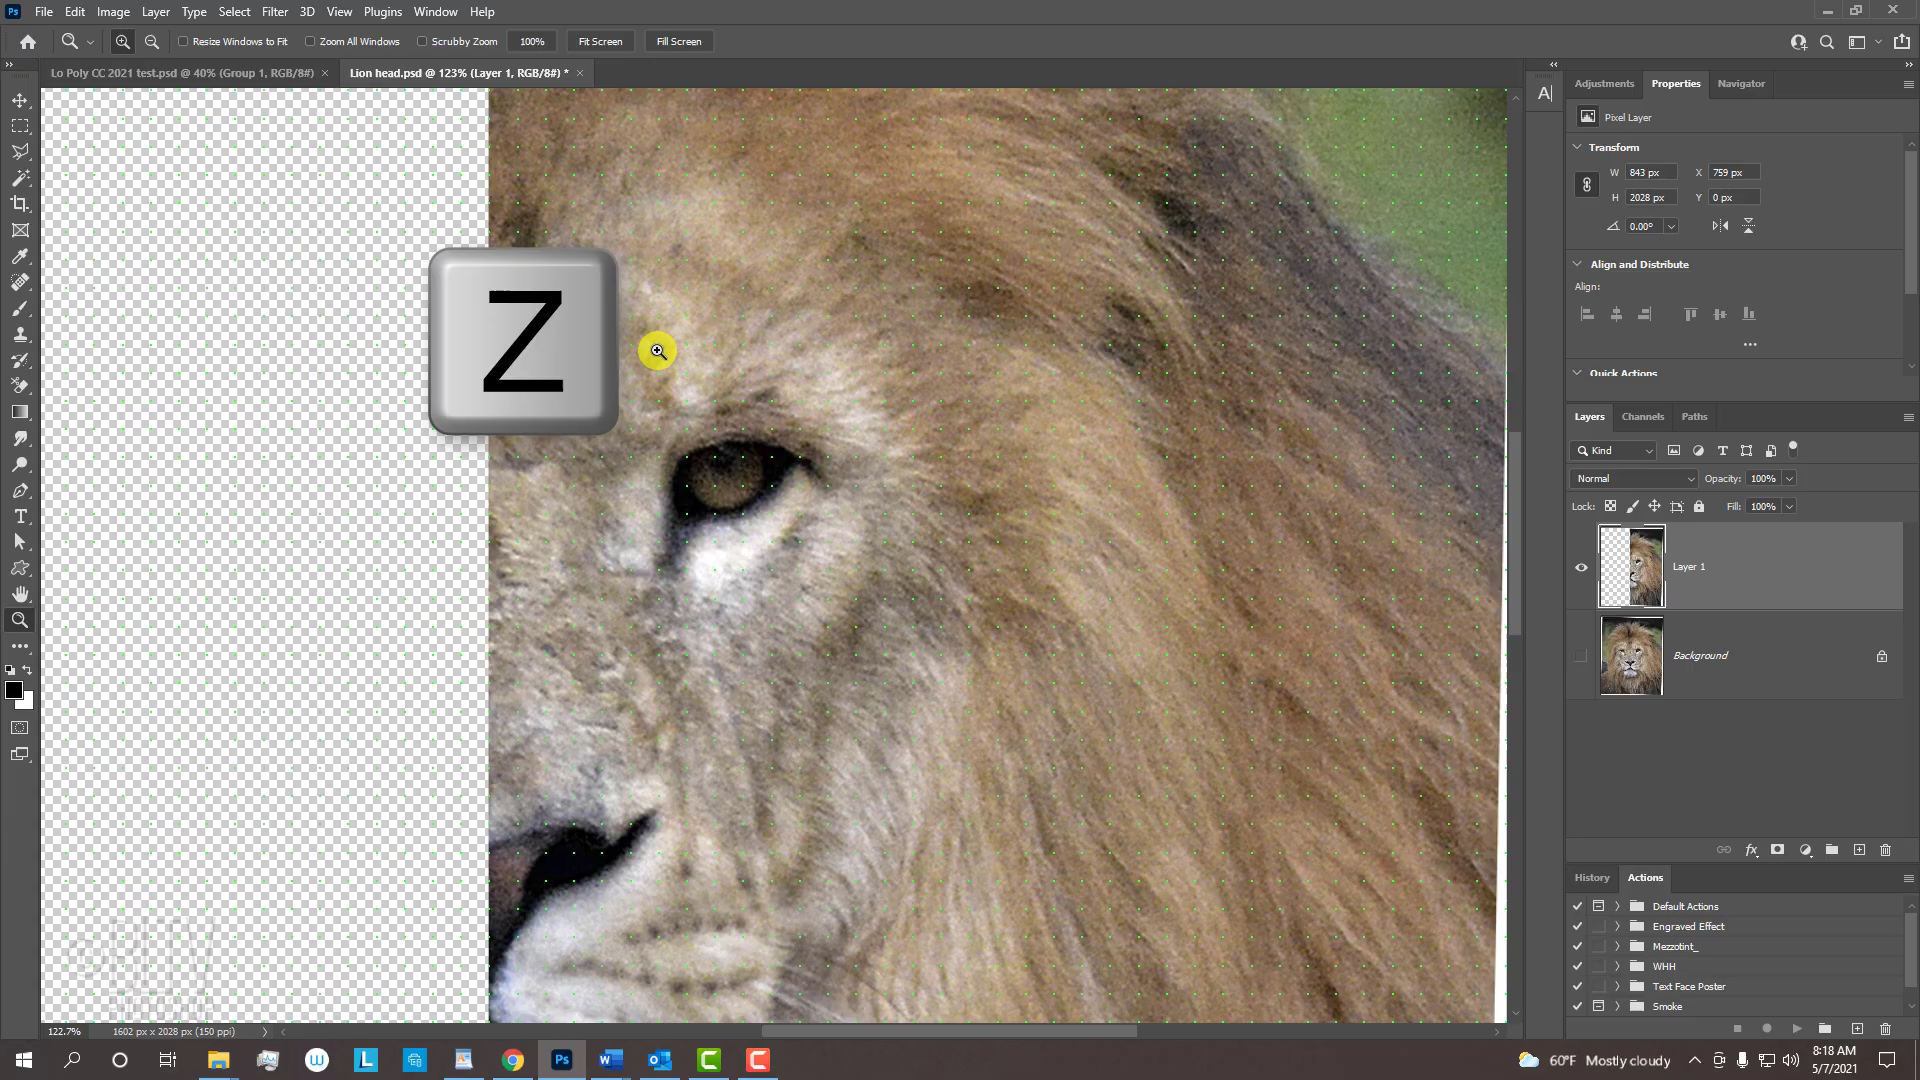 Ps File Edit Image Layer Type Select Filter 3D View Plugins Window Help
Resize Windows to Fit Zoom All Windows Scrubby Zoom 100% Fit Screen Fill Screen
Lo Poly CC 2021 test.psd @ 40% (Group 1, RGB/8#) × Lion head.psd @ 123% (Layer 1, RGB/8#) * ×
Z
Adjustments Properties Navigator
Pixel Layer
Transform
W 843 px X 759 px
H 2028 px Y 0 px
0.00°
Align and Distribute
Align:
Quick Actions
Layers Channels Paths
Kind
Normal Opacity: 100%
Lock: Fill: 100%
Layer 1
Background
History Actions
Default Actions
Engraved Effect
Mezzotint_
WHH
Text Face Poster
Smoke
122.7% 1602 px x 2028 px (150 ppi)
60°F Mostly cloudy
8:18 AM
5/7/2021